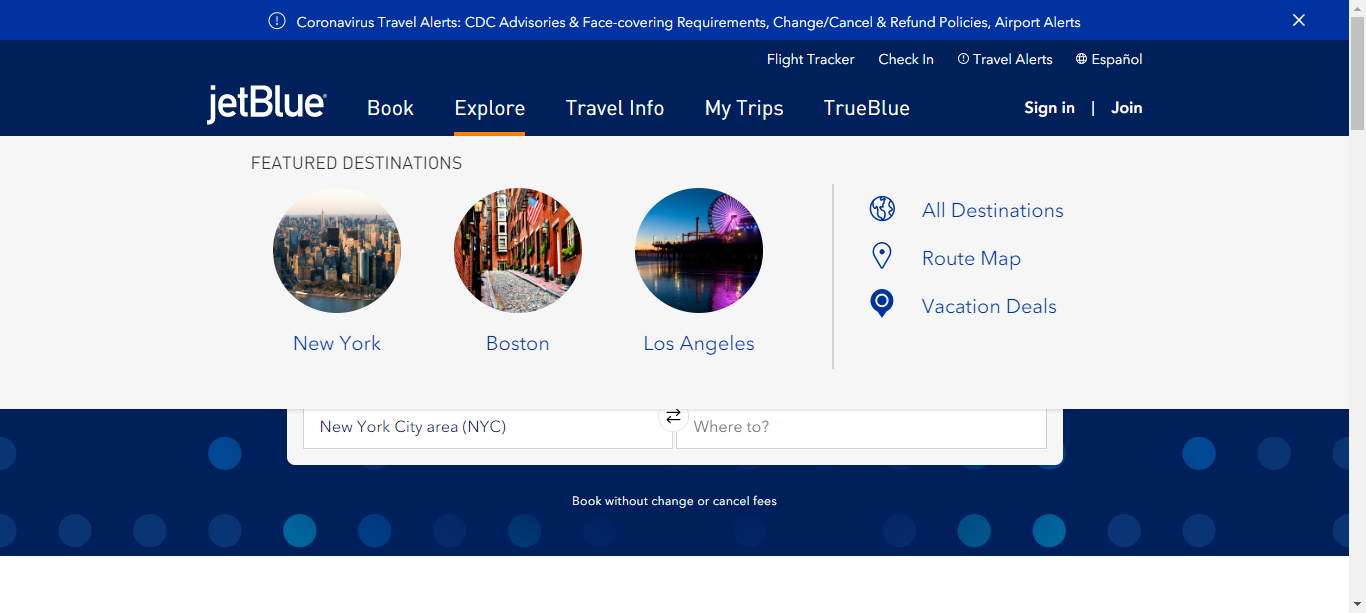 Coronavirus Travel Alerts: CDC Advisories & Face-covering Requirements, Change/Cancel & Refund Policies, Airport Alerts
Flight Tracker Check In Travel Alerts Español
jetBlue Book Explore Travel Info My Trips TrueBlue Sign in | Join
FEATURED DESTINATIONS
New York Boston Los Angeles
All Destinations
Route Map
Vacation Deals
New York City area (NYC) Where to?
Book without change or cancel fees